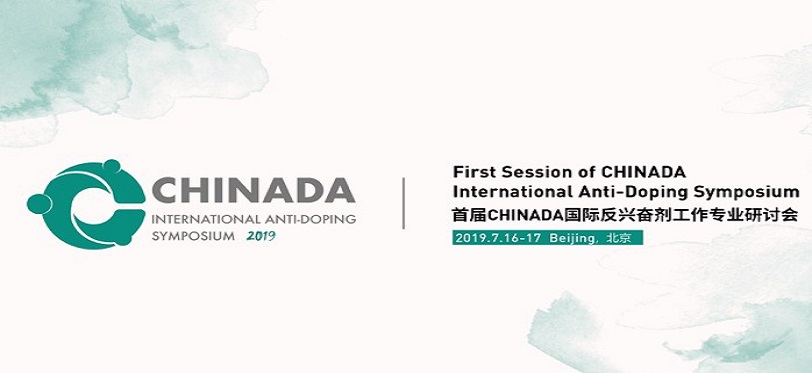 CHINADA
INTERNATIONAL ANTI-DOPING
SYMPOSIUM 2019
First Session of CHINADA
International Anti-Doping Symposium
首届CHINADA国际反兴奋剂工作专业研讨会
2019.7.16-17 Beijing, 北京